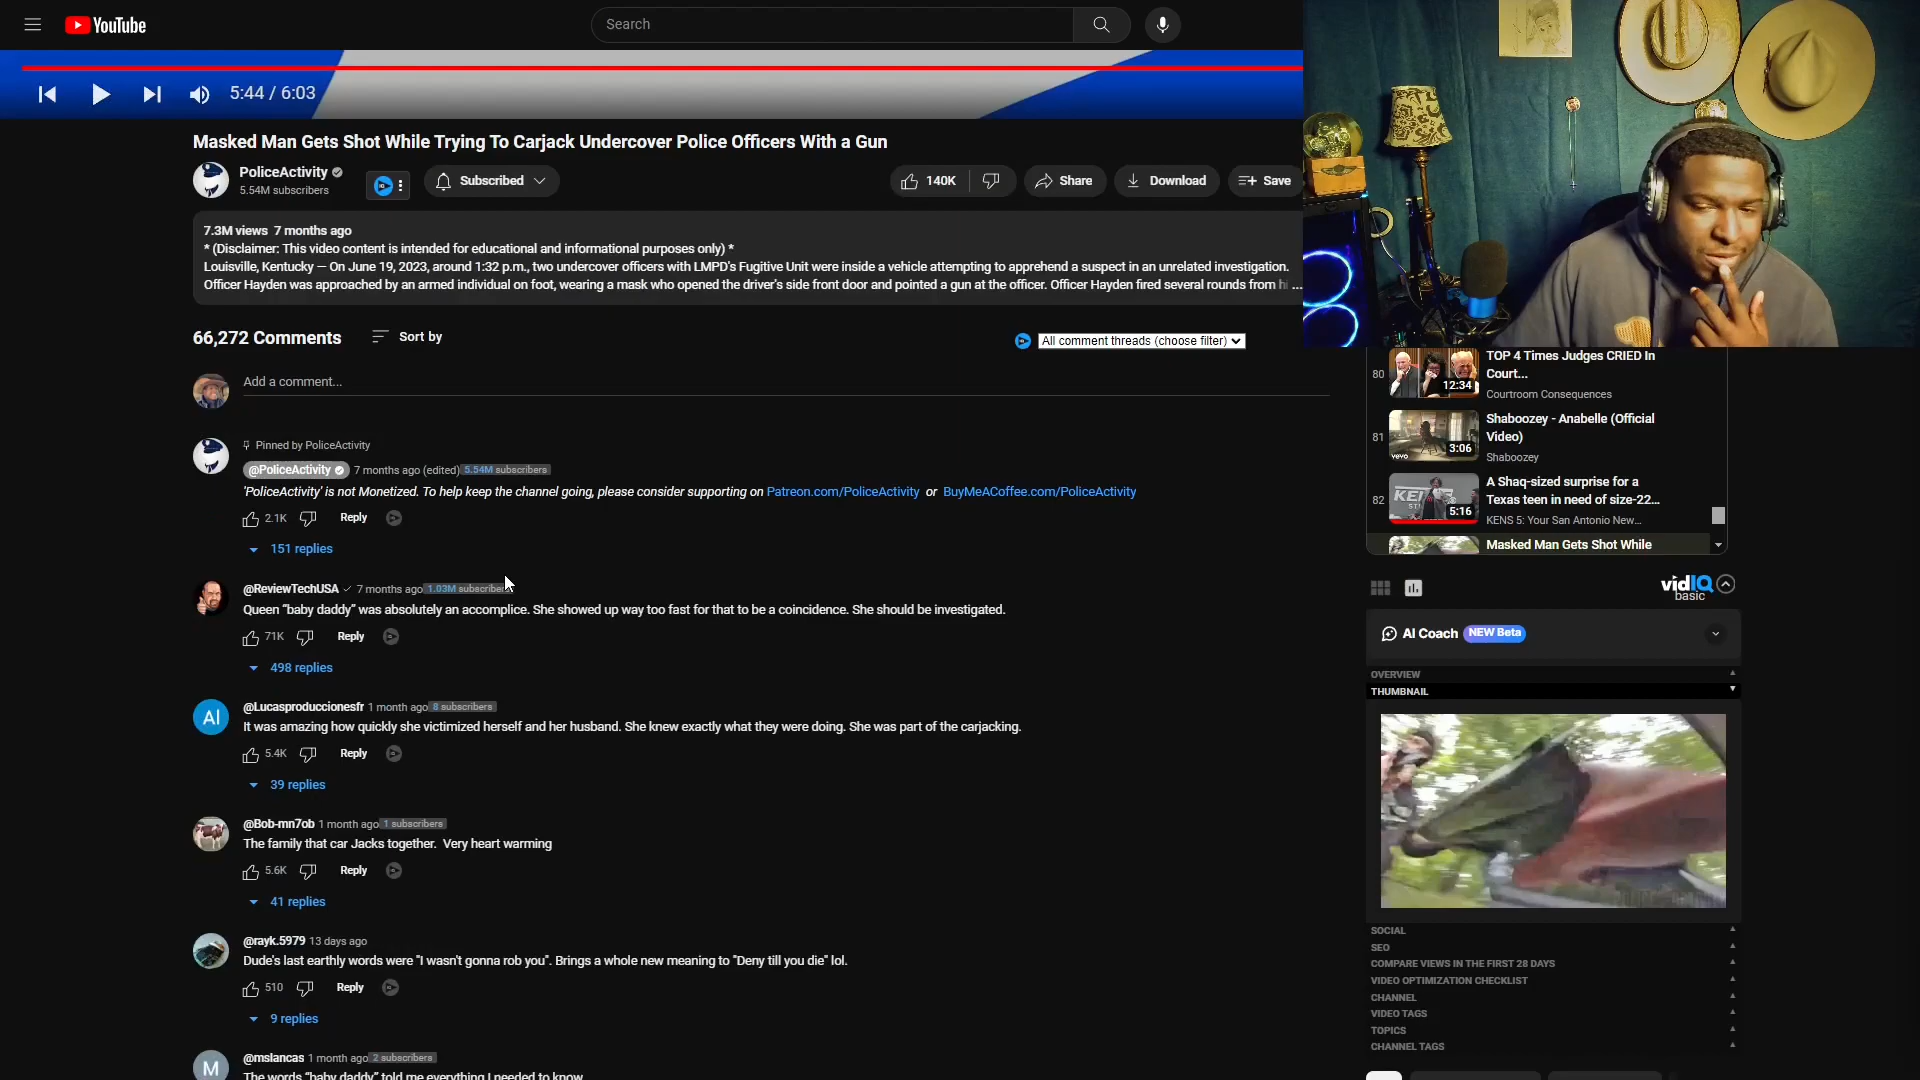 YouTube
Search
5:44 / 6:03
Masked Man Gets Shot While Trying To Carjack Undercover Police Officers With a Gun
PoliceActivity
5.54M subscribers
Subscribed
140K
Share
Download
Save
7.3M views 7 months ago
* (Disclaimer: This video content is intended for educational and informational purposes only) *
Louisville, Kentucky — On June 19, 2023, around 1:32 p.m., two undercover officers with LMPD's Fugitive Unit were inside a vehicle attempting to apprehend a suspect in an unrelated investigation.
Officer Hayden was approached by an armed individual on foot, wearing a mask who opened the driver's side front door and pointed a gun at the officer. Officer Hayden fired several rounds from hi ...
66,272 Comments
Sort by
All comment threads (choose filter)
Add a comment...
Pinned by PoliceActivity
@PoliceActivity 7 months ago (edited) 5.54M subscribers
'PoliceActivity' is not Monetized. To help keep the channel going, please consider supporting on Patreon.com/PoliceActivity or BuyMeACoffee.com/PoliceActivity
2.1K Reply
151 replies
@ReviewTechUSA 7 months ago 1.03M subscribers
Queen “baby daddy” was absolutely an accomplice. She showed up way too fast for that to be a coincidence. She should be investigated.
71K Reply
498 replies
AI
@Lucasproduccionesfr 1 month ago 8 subscribers
It was amazing how quickly she victimized herself and her husband. She knew exactly what they were doing. She was part of the carjacking.
5.4K Reply
39 replies
@Bob-mn7ob 1 month ago 1 subscribers
The family that car Jacks together. Very heart warming
5.6K Reply
41 replies
@rayk.5979 13 days ago
Dude's last earthly words were "I wasn't gonna rob you". Brings a whole new meaning to "Deny till you die" lol.
510 Reply
9 replies
M
@mslancas 1 month ago 2 subscribers
The words “baby daddy” told me everything I needed to know
80
12:34
TOP 4 Times Judges CRIED In
Court...
Courtroom Consequences
81
3:06
vevo
Shaboozey - Anabelle (Official
Video)
Shaboozey
82
5:16
A Shaq-sized surprise for a
Texas teen in need of size-22...
KENS 5: Your San Antonio New...
Masked Man Gets Shot While
vidIQ
basic
AI Coach NEW Beta
OVERVIEW
THUMBNAIL
SOCIAL
SEO
COMPARE VIEWS IN THE FIRST 28 DAYS
VIDEO OPTIMIZATION CHECKLIST
CHANNEL
VIDEO TAGS
TOPICS
CHANNEL TAGS